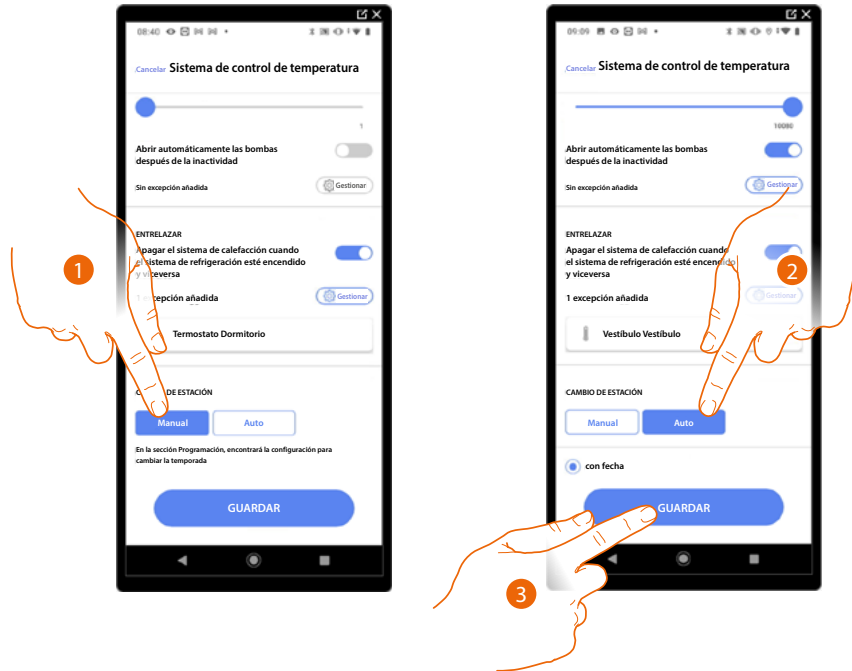 08:40
Cancelar Sistema de control de temperatura
1
Abrir automáticamente las bombas
después de la inactividad
Sin excepción añadida
Gestionar
ENTRELAZAR
Apagar el sistema de calefacción cuando
el sistema de refrigeración esté encendido
y viceversa
1 excepción añadida
Gestionar
Termostato Dormitorio
DE ESTACIÓN
Manual
Auto
En la sección Programación, encontrará la configuración para
cambiar la temporada
GUARDAR
1
09:09
Cancelar Sistema de control de temperatura
10080
Abrir automáticamente las bombas
después de la inactividad
Sin excepción añadida
Gestionar
ENTRELAZAR
Apagar el sistema de calefacción cuando
el sistema de refrigeración esté encendido
y viceversa
1 excepción añadida
Gestionar
Vestíbulo Vestíbulo
CAMBIO DE ESTACIÓN
Manual
Auto
con fecha
GUARDAR
2
3